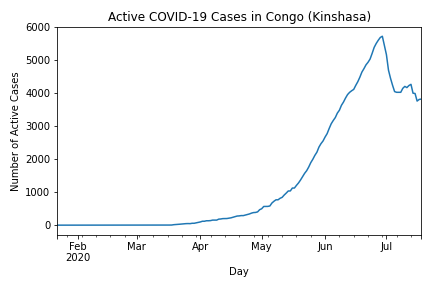 Active COVID-19 Cases in Congo (Kinshasa)
Number of Active Cases
6000
5000
4000
3000
2000
1000
0
Feb Mar Apr May Jun Jul
2020
Day